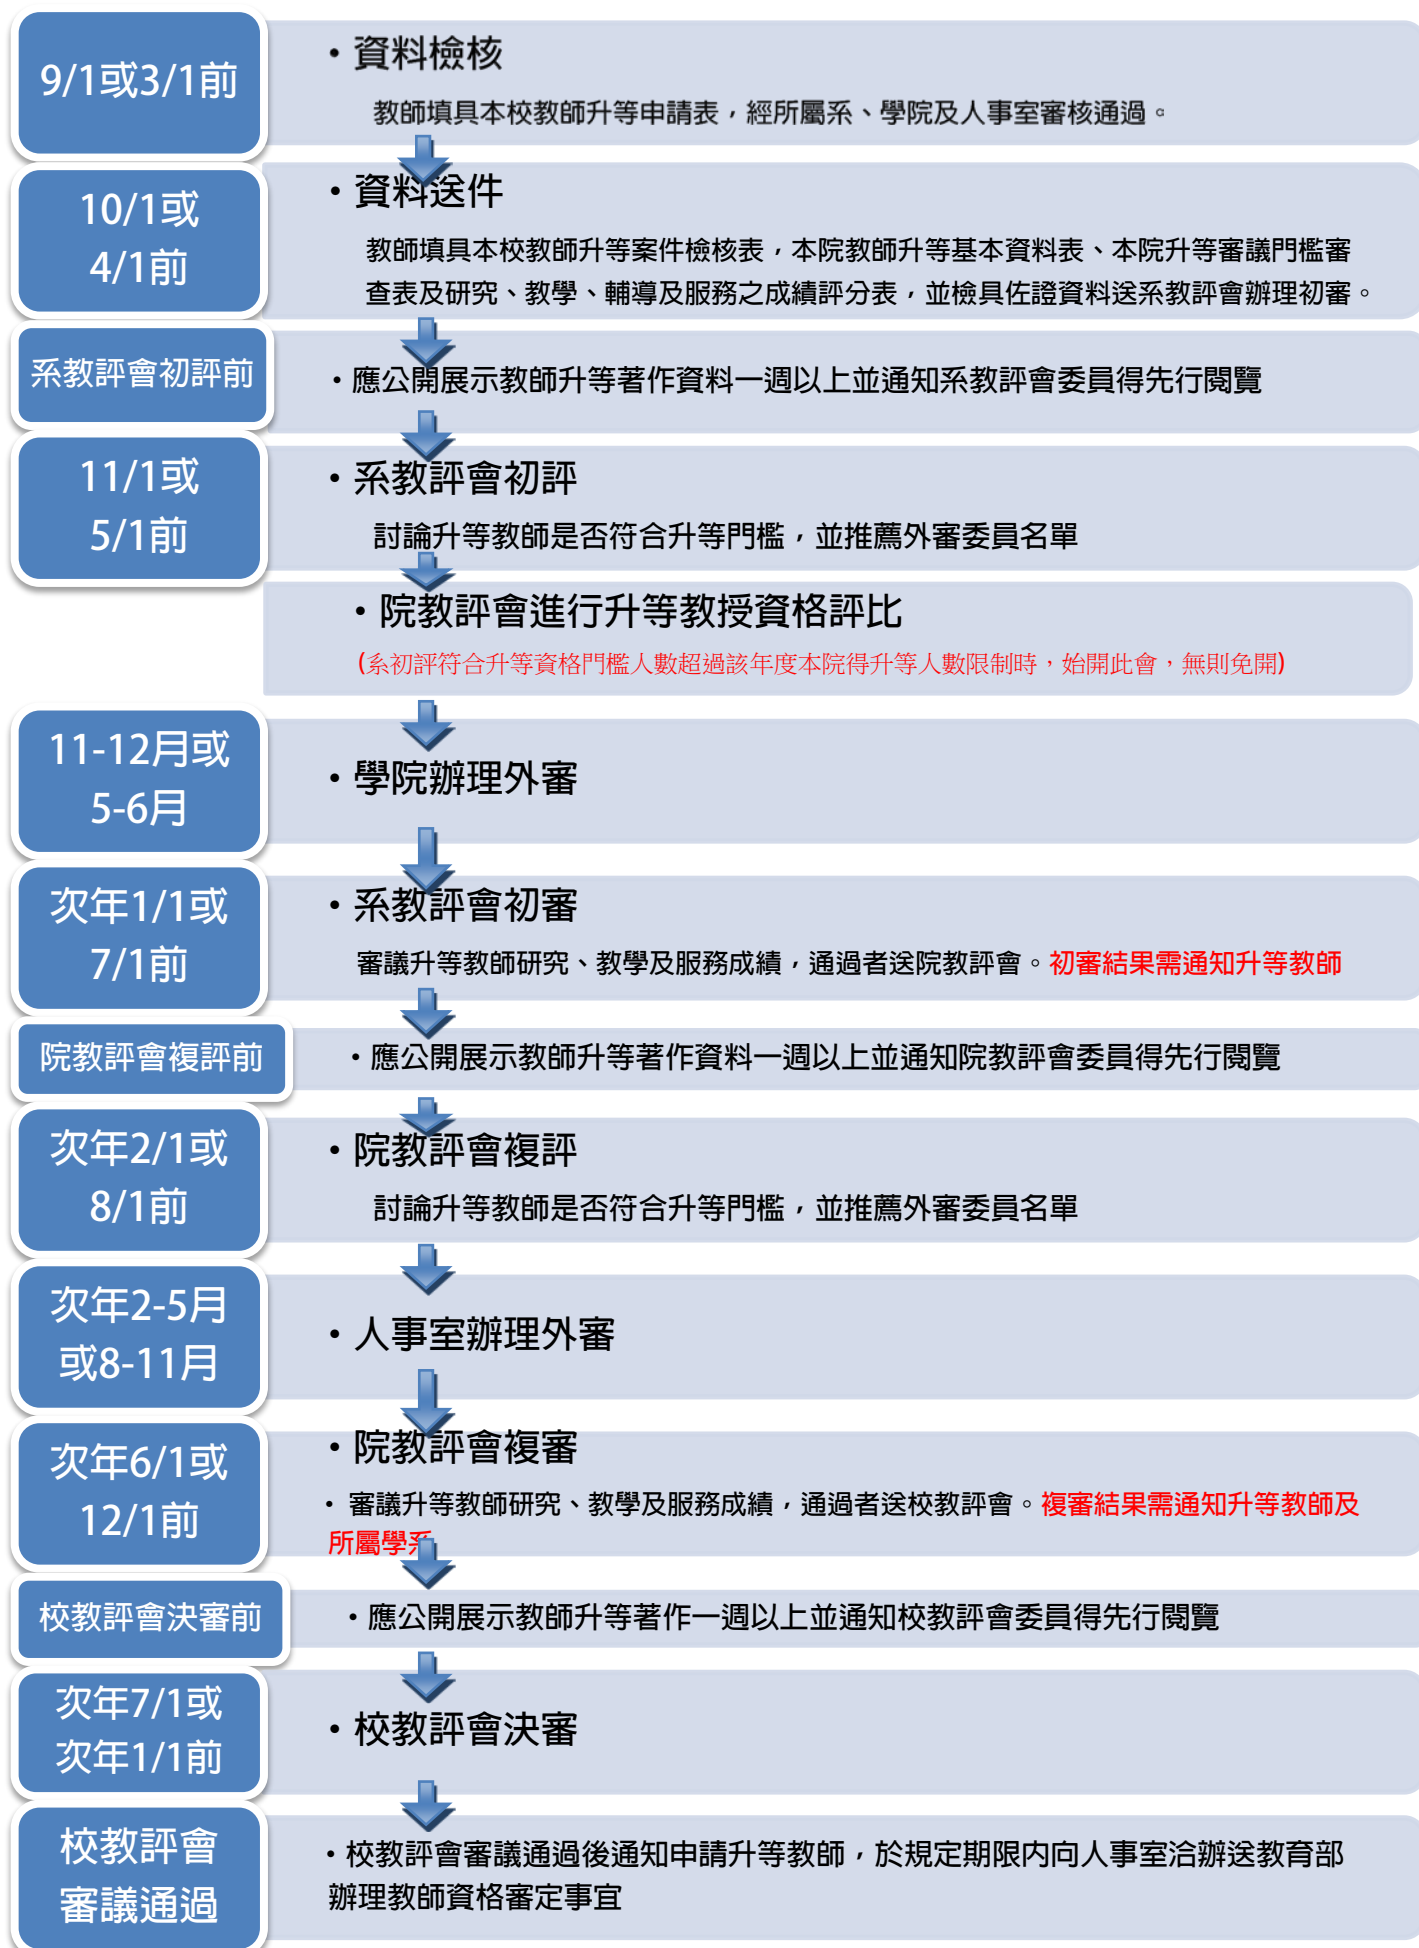 9/1或3/1前
・資料檢核
教師填具本校教師升等申請表，經所屬系、學院及人事室審核通過。
10/1或
4/1前
・資料送件
教師填具本校教師升等案件檢核表，本院教師升等基本資料表、本院升等審議門檻審
查表及研究、教學、輔導及服務之成績評分表，並檢具佐證資料送系教評會辦理初審。
系教評會初評前
・應公開展示教師升等著作資料一週以上並通知系教評會委員得先行閱覽
11/1或
5/1前
・系教評會初評
討論升等教師是否符合升等門檻，並推薦外審委員名單
・院教評會進行升等教授資格評比
(系初評符合升等資格門檻人數超過該年度本院得升等人數限制時，始開此會，無則免開)
11-12月或
5-6月
・學院辦理外審
次年1/1或
7/1前
・系教評會初審
審議升等教師研究、教學及服務成績，通過者送院教評會。初審結果需通知升等教師
院教評會複評前
・應公開展示教師升等著作資料一週以上並通知院教評會委員得先行閱覽
次年2/1或
8/1前
・院教評會複評
討論升等教師是否符合升等門檻，並推薦外審委員名單
次年2-5月
或8-11月
・人事室辦理外審
次年6/1或
12/1前
・院教評會複審
・審議升等教師研究、教學及服務成績，通過者送校教評會。複審結果需通知升等教師及
所屬學系
校教評會決審前
・應公開展示教師升等著作一週以上並通知校教評會委員得先行閱覽
次年7/1或
次年1/1前
・校教評會決審
校教評會
審議通過
・校教評會審議通過後通知申請升等教師，於規定期限内向人事室洽辦送教育部
辦理教師資格審定事宜